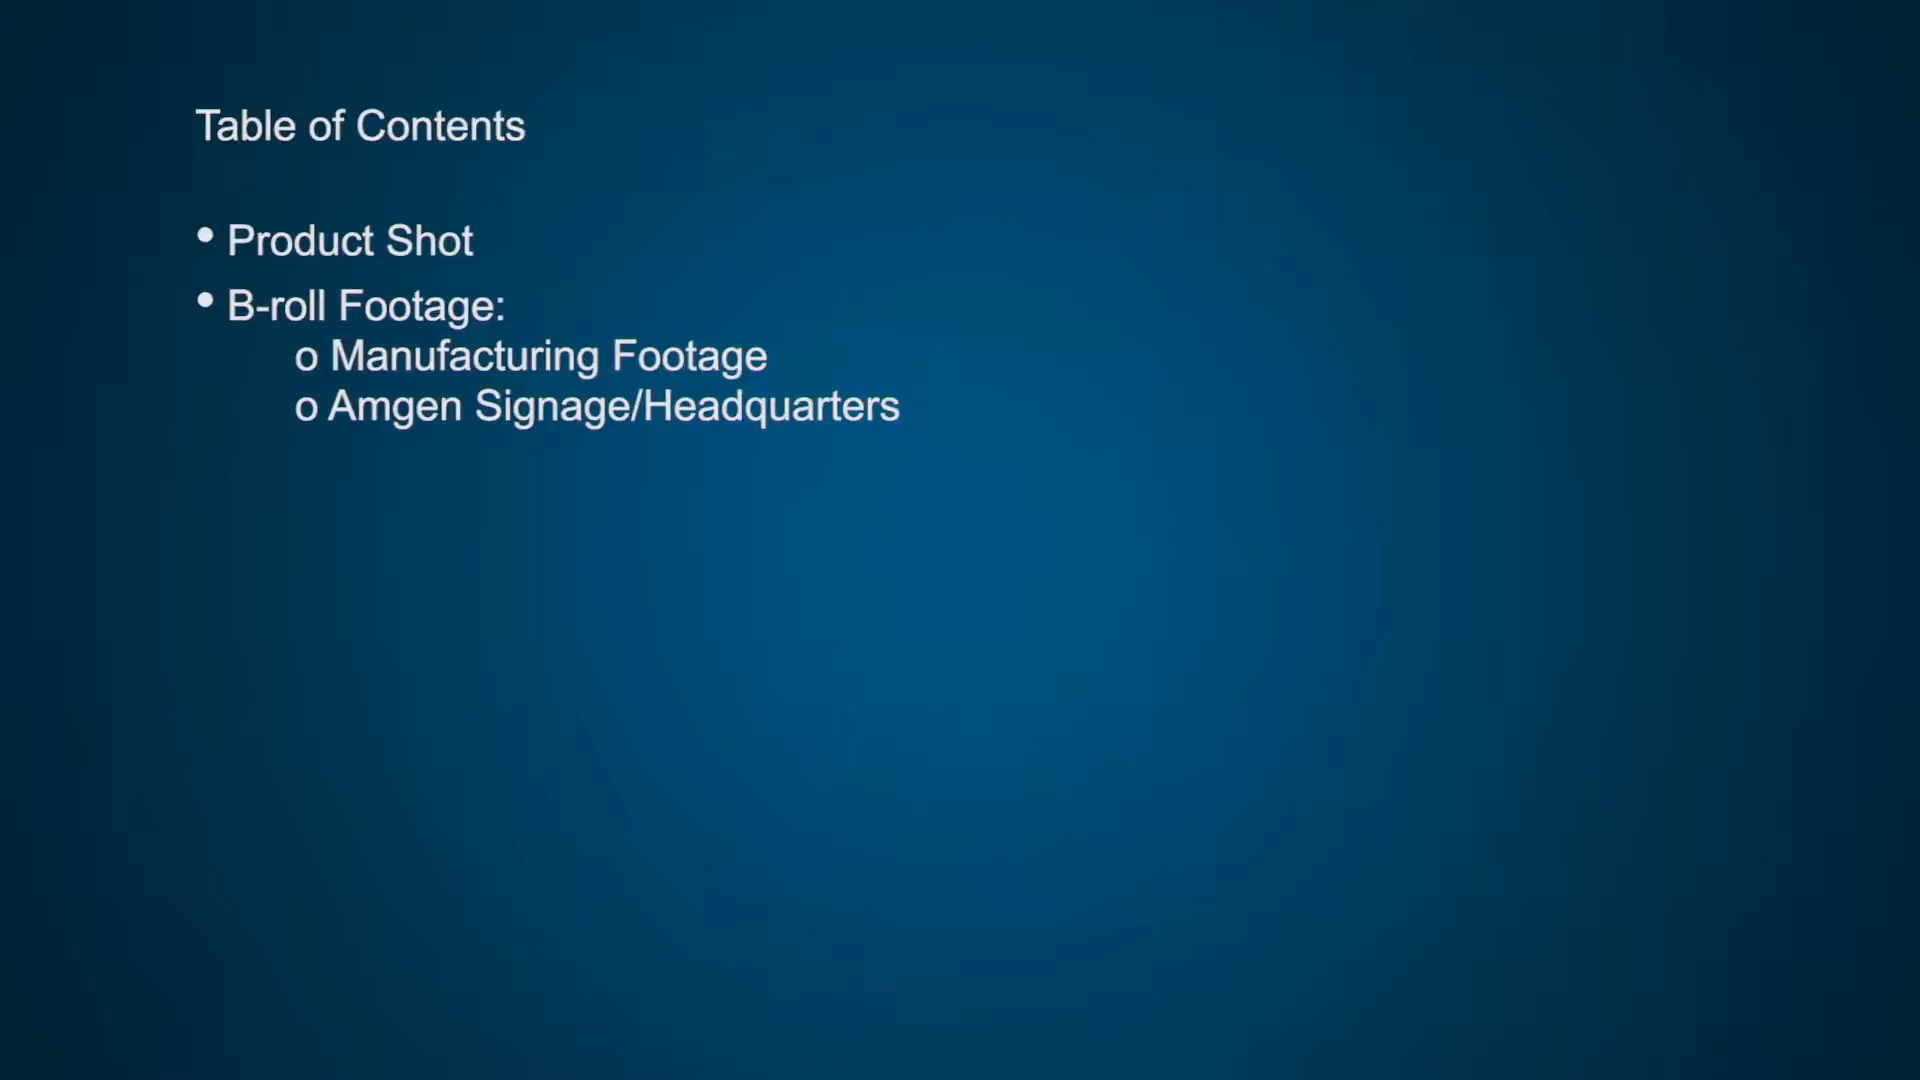 Table of Contents
• Product Shot
• B-roll Footage:
o Manufacturing Footage
o Amgen Signage/Headquarters